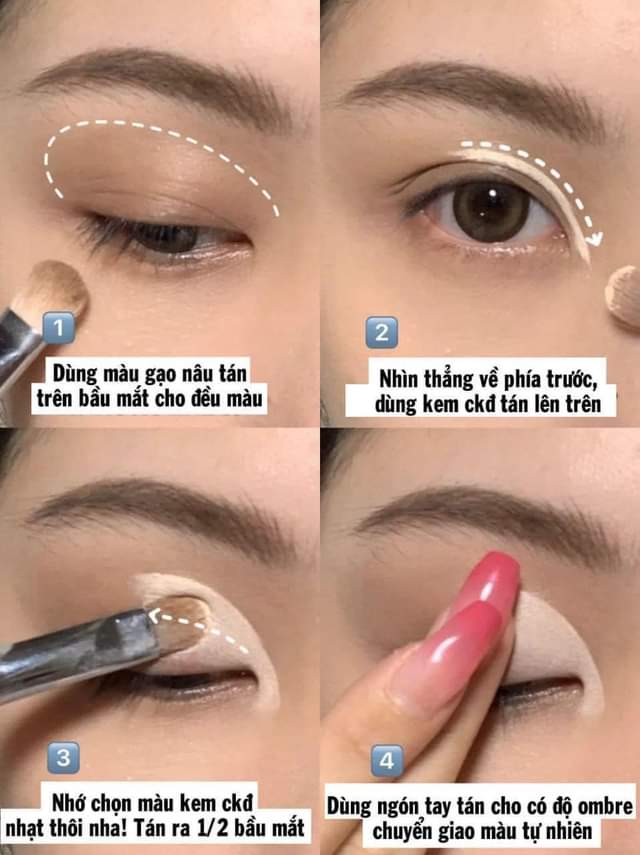 1
Dùng màu gạo nâu tán
trên bầu mắt cho đều màu
2
Nhìn thẳng về phía trước,
dùng kem ckđ tán lên trên
3
Nhớ chọn màu kem ckđ
nhạt thôi nha! Tán ra 1/2 bầu mắt
4
Dùng ngón tay tán cho có độ ombre
chuyển giao màu tự nhiên